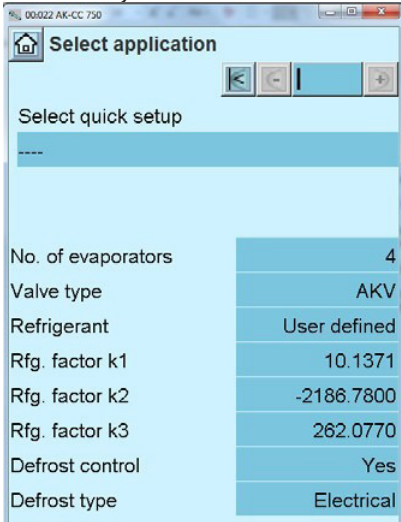 00:022 AK-CC 750
Select application
Select quick setup
----
No. of evaporators 4
Valve type AKV
Refrigerant User defined
Rfg. factor k1 10.1371
Rfg. factor k2 -2186.7800
Rfg. factor k3 262.0770
Defrost control Yes
Defrost type Electrical